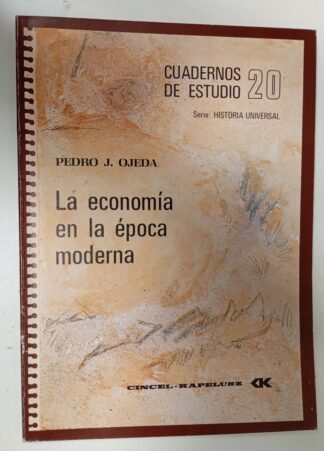 CUADERNOS
DE ESTUDIO 20
Serie: HISTORIA UNIVERSAL
PEDRO J. OJEDA
La economía
en la época
moderna
CINCEL-KAPELUSZ CK